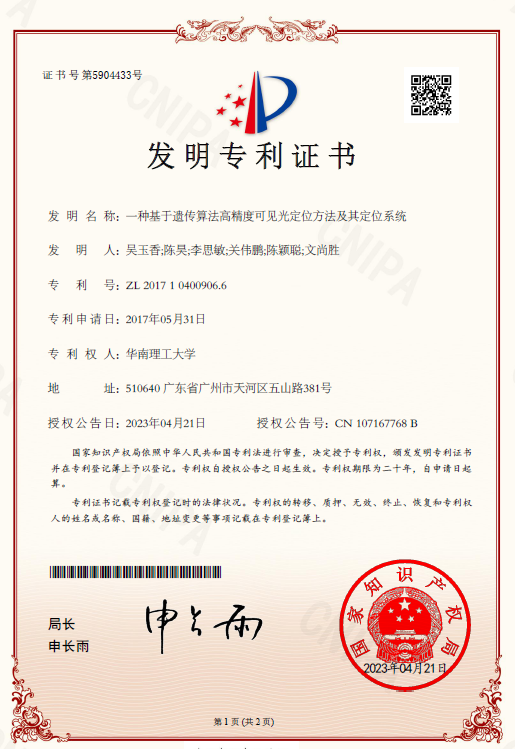 证书号第5904433号
发明专利证书
发明名称：一种基于遗传算法高精度可见光定位方法及其定位系统
发明人：吴玉香;陈昊;李思敏;关伟鹏;陈颖聪;文尚胜
专利号：ZL 2017 1 0400906.6
专利申请日：2017年05月31日
专利权人：华南理工大学
地址：510640 广东省广州市天河区五山路381号
授权公告日：2023年04月21日 授权公告号：CN 107167768 B
国家知识产权局依照中华人民共和国专利法进行审查，决定授予专利权，颁发发明专利证书
并在专利登记簿上予以登记。专利权自授权公告之日起生效。专利权期限为二十年，自申请日起
算。
专利证书记载专利权登记时的法律状况。专利权的转移、质押、无效、终止、恢复和专利权
人的姓名或名称、国籍、地址变更等事项记载在专利登记簿上。
局长
申长雨
申长雨
国家知识产权局
2023年04月21日
第1页(共2页)
CNIPA
CNIPA
CNIPA
CNIPA